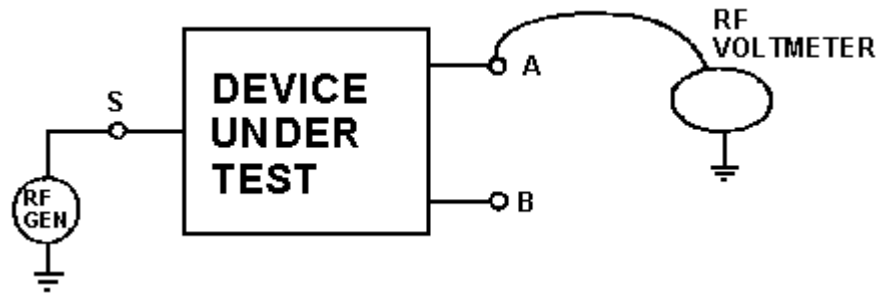 RF
VOLTMETER
A
S
DEVICE
UNDER
TEST
RF
GEN
B